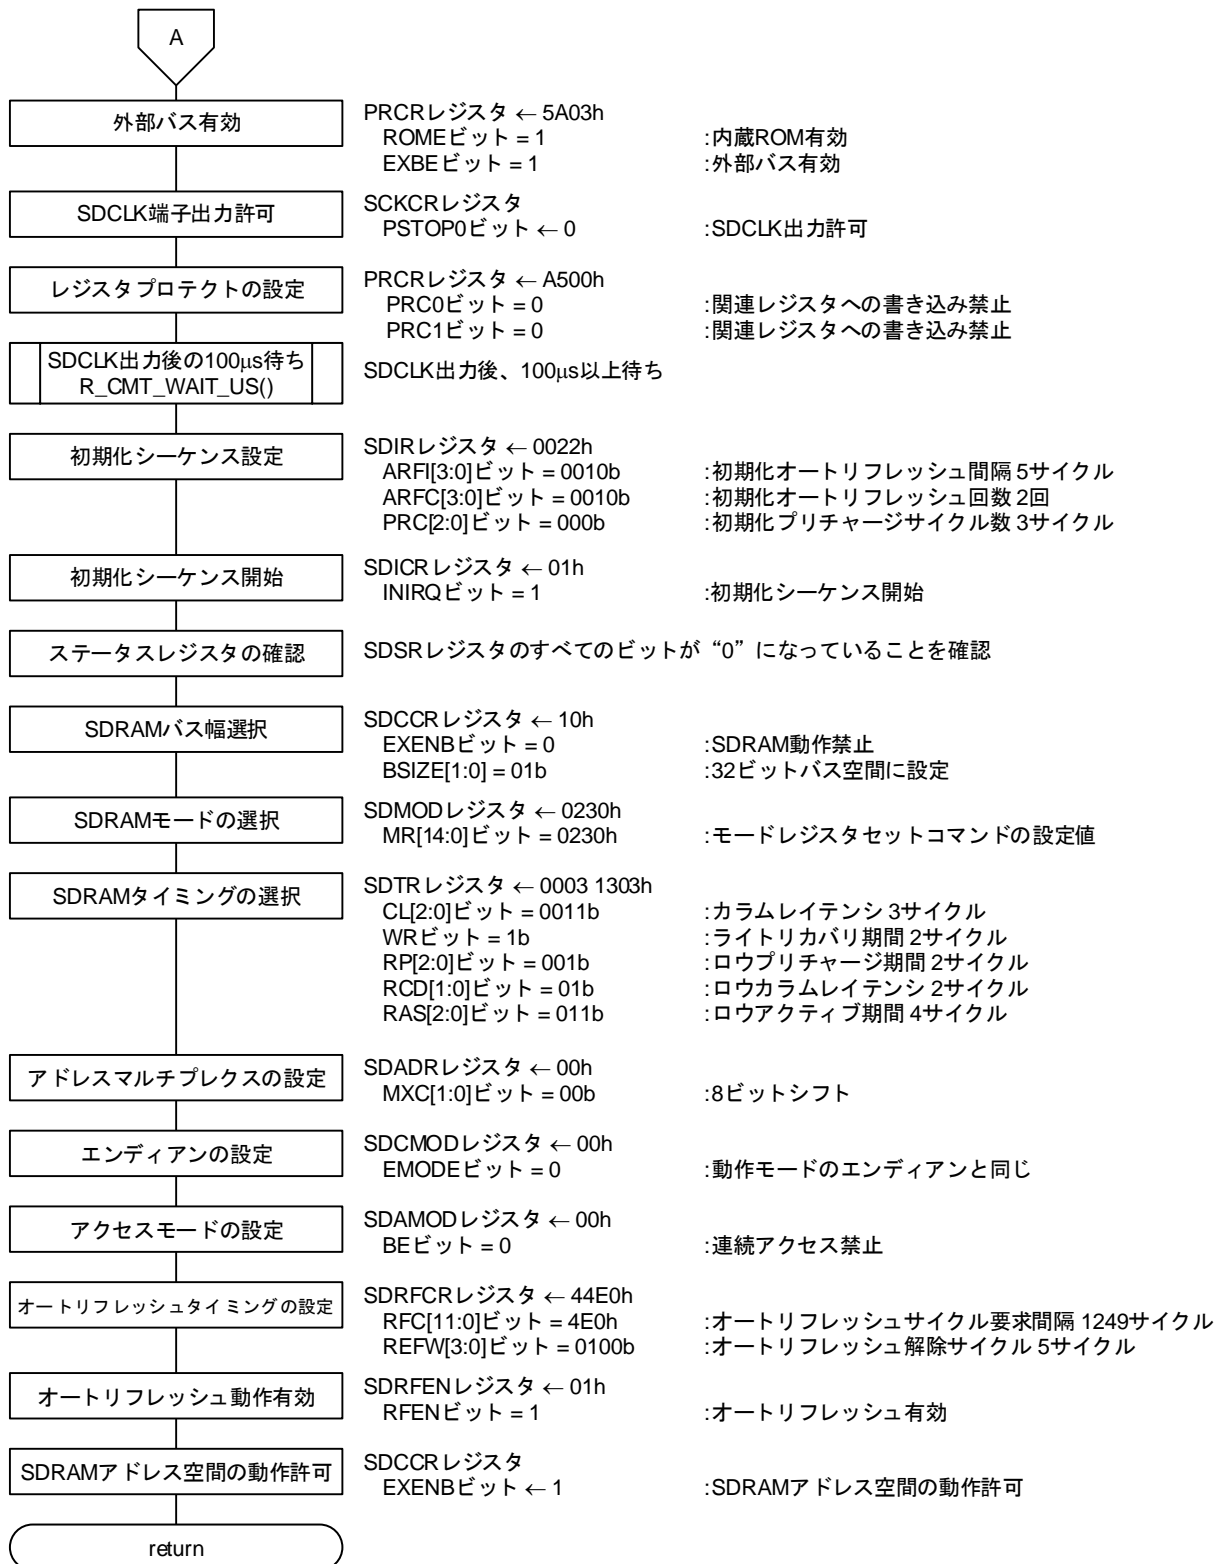 A
外部バス有効
PRCRレジスタ ← 5A03h
ROMEビット = 1 :内蔵ROM有効
EXBEビット = 1 :外部バス有効
SDCLK端子出力許可
SCKCRレジスタ
PSTOP0ビット ← 0 :SDCLK出力許可
レジスタプロテクトの設定
PRCRレジスタ ← A500h
PRC0ビット = 0 :関連レジスタへの書き込み禁止
PRC1ビット = 0 :関連レジスタへの書き込み禁止
SDCLK出力後の100μs待ち
R_CMT_WAIT_US()
SDCLK出力後、100μs以上待ち
初期化シーケンス設定
SDIRレジスタ ← 0022h
ARFI[3:0]ビット = 0010b :初期化オートリフレッシュ間隔 5サイクル
ARFC[3:0]ビット = 0010b :初期化オートリフレッシュ回数 2回
PRC[2:0]ビット = 000b :初期化プリチャージサイクル数 3サイクル
初期化シーケンス開始
SDICRレジスタ ← 01h
INIRQビット = 1 :初期化シーケンス開始
ステータスレジスタの確認
SDSRレジスタのすべてのビットが“0”になっていることを確認
SDRAMバス幅選択
SDCCRレジスタ ← 10h
EXENBビット = 0 :SDRAM動作禁止
BSIZE[1:0] = 01b :32ビットバス空間に設定
SDRAMモードの選択
SDMODレジスタ ← 0230h
MR[14:0]ビット = 0230h :モードレジスタセットコマンドの設定値
SDRAMタイミングの選択
SDTRレジスタ ← 0003 1303h
CL[2:0]ビット = 0011b :カラムレイテンシ 3サイクル
WRビット = 1b :ライトリカバリ期間 2サイクル
RP[2:0]ビット = 001b :ロウプリチャージ期間 2サイクル
RCD[1:0]ビット = 01b :ロウカラムレイテンシ 2サイクル
RAS[2:0]ビット = 011b :ロウアクティブ期間 4サイクル
アドレスマルチプレクスの設定
SDADRレジスタ ← 00h
MXC[1:0]ビット = 00b :8ビットシフト
エンディアンの設定
SDCMODレジスタ ← 00h
EMODEビット = 0 :動作モードのエンディアンと同じ
アクセスモードの設定
SDAMODレジスタ ← 00h
BEビット = 0 :連続アクセス禁止
オートリフレッシュタイミングの設定
SDRFCRレジスタ ← 44E0h
RFC[11:0]ビット = 4E0h :オートリフレッシュサイクル要求間隔 1249サイクル
REFW[3:0]ビット = 0100b :オートリフレッシュ解除サイクル 5サイクル
オートリフレッシュ動作有効
SDRFENレジスタ ← 01h
RFENビット = 1 :オートリフレッシュ有効
SDRAMアドレス空間の動作許可
SDCCRレジスタ
EXENBビット ← 1 :SDRAMアドレス空間の動作許可
return